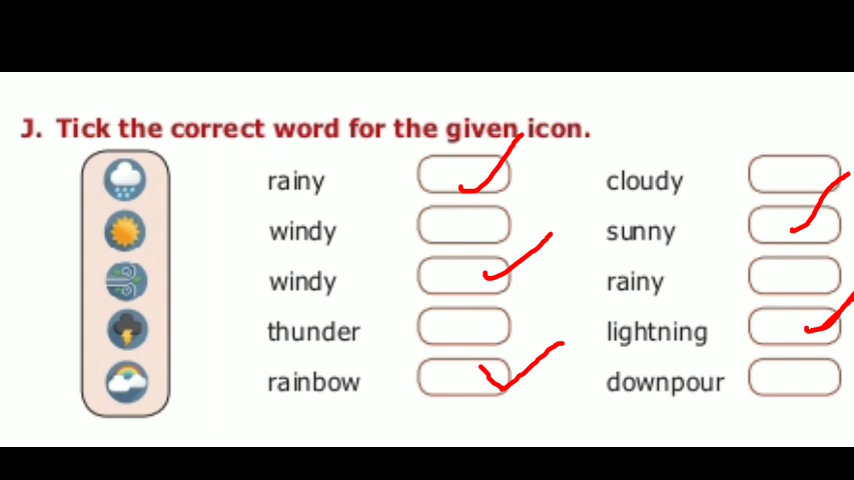 J. Tick the correct word for the given icon.
rainy cloudy
windy sunny
windy rainy
thunder lightning
rainbow downpour